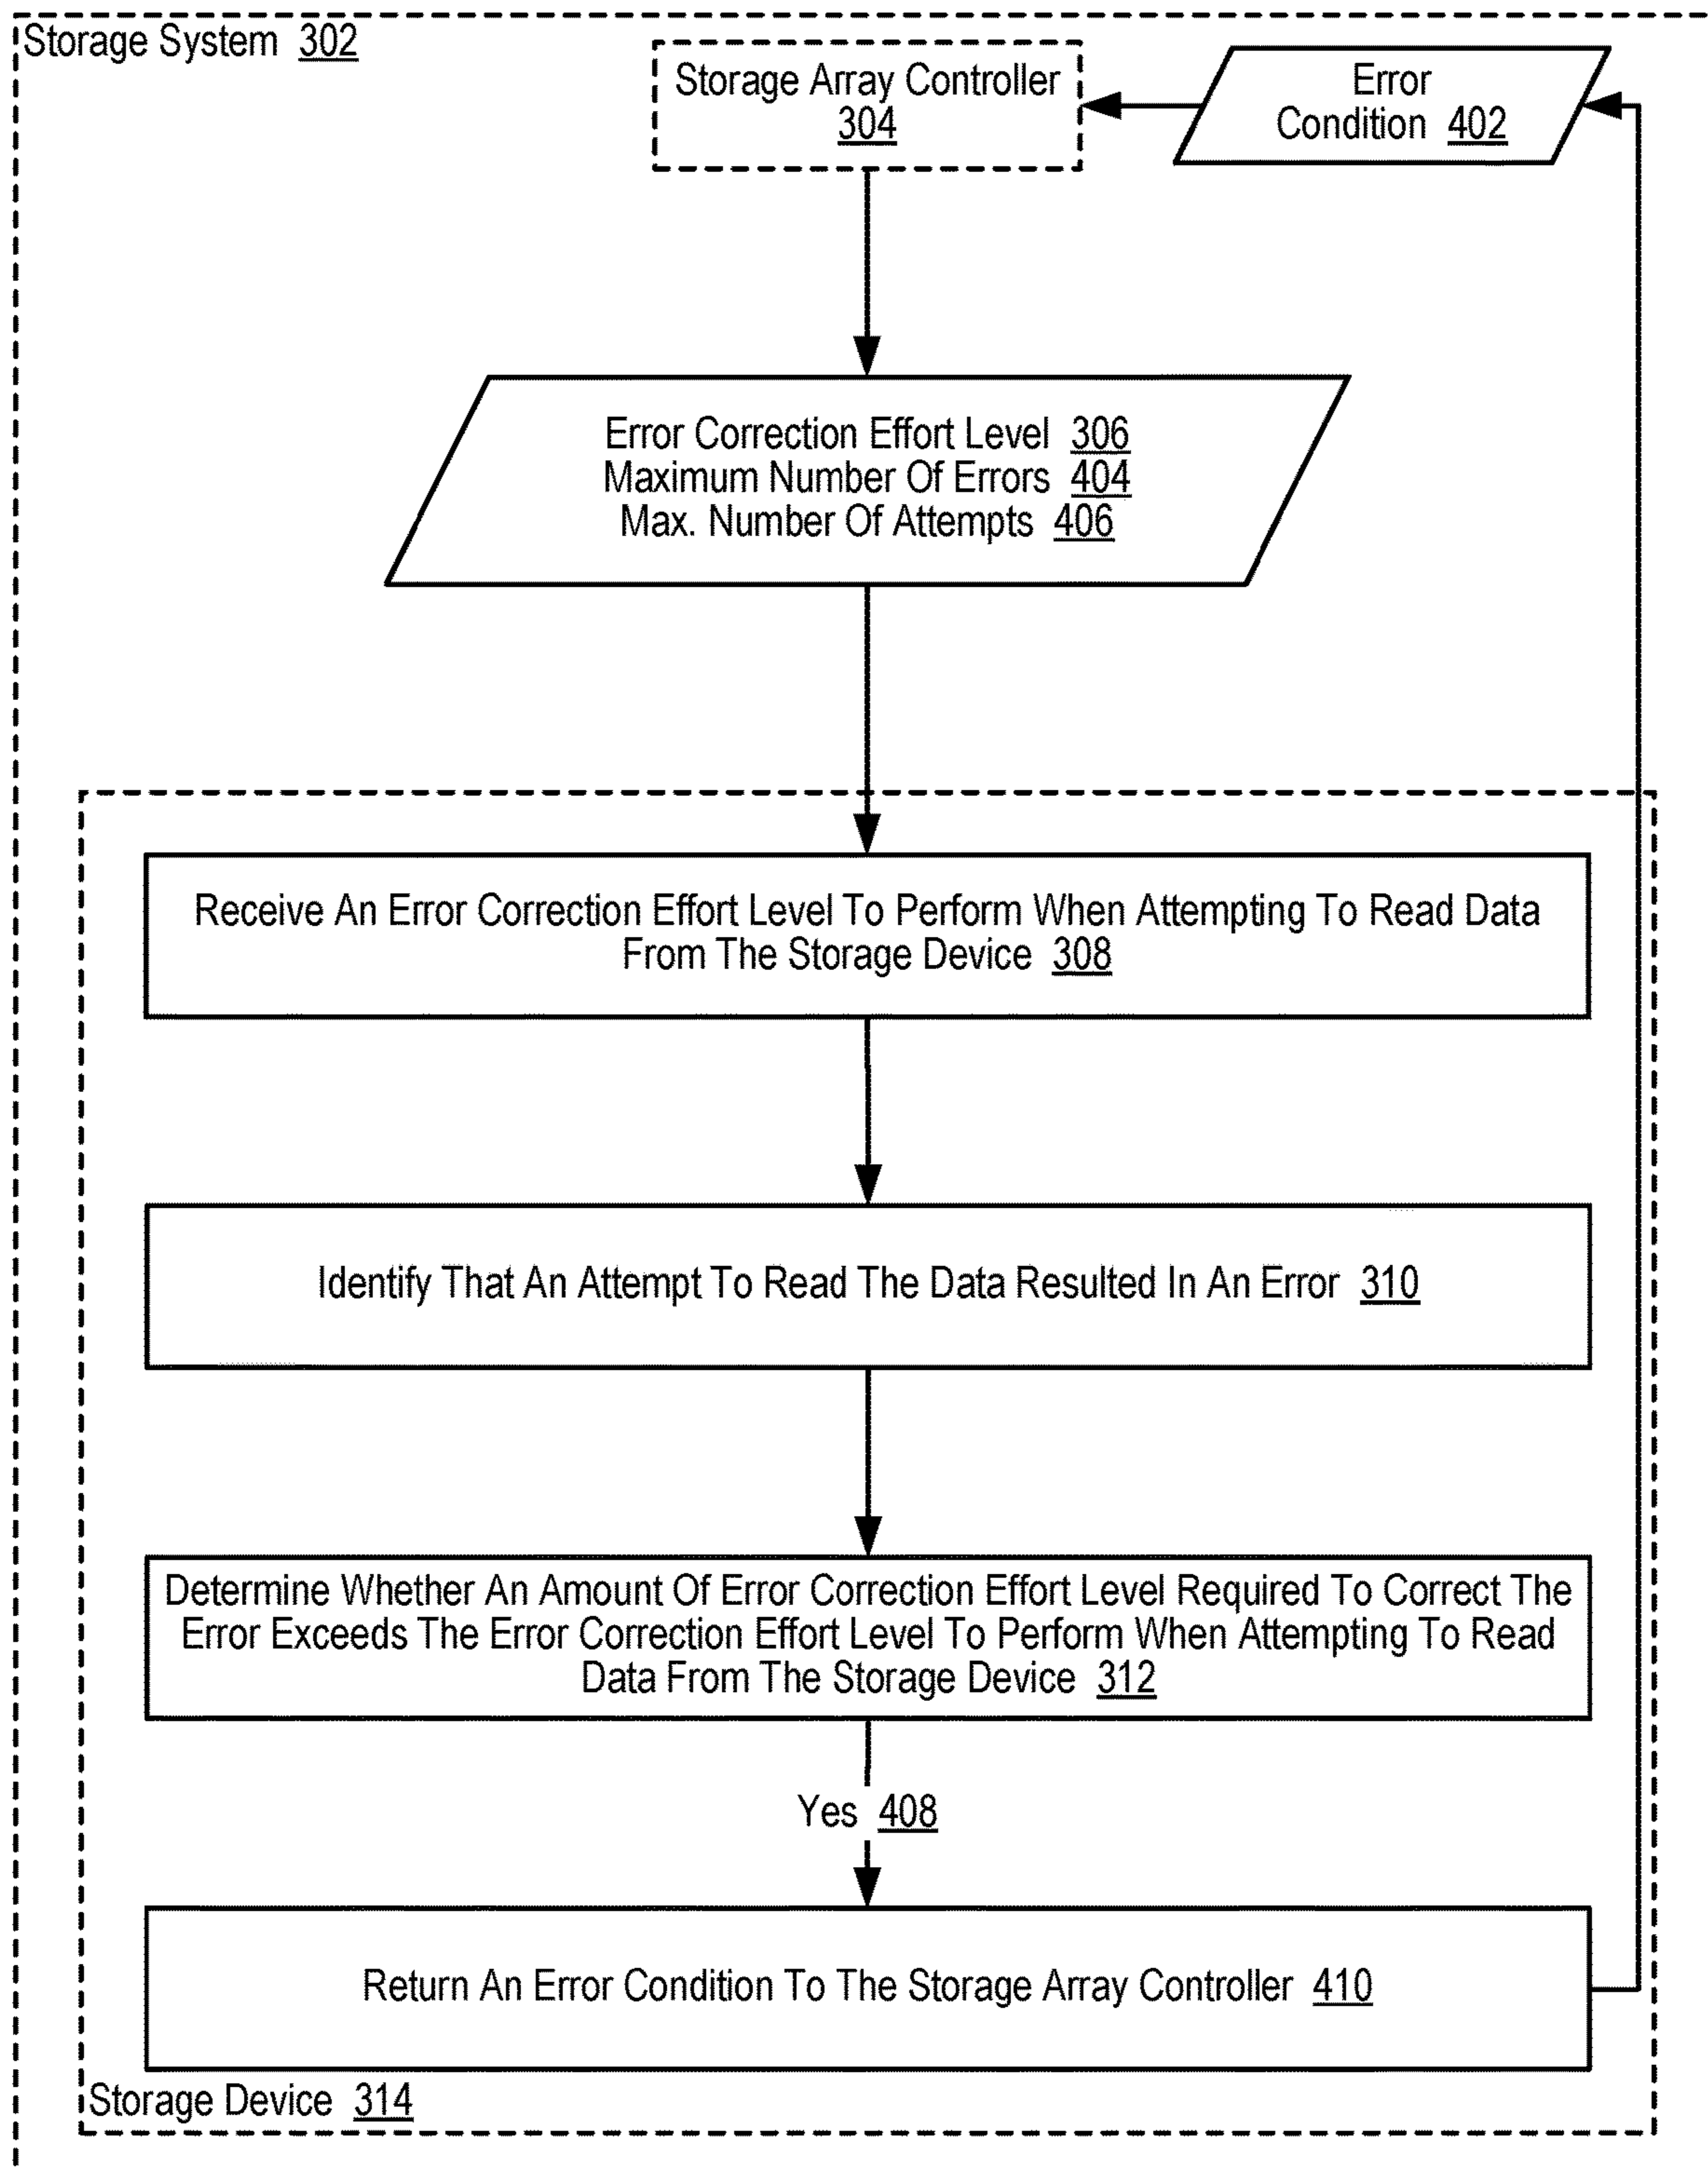 Storage System 302
Storage Array Controller
304
Error
Condition 402
Error Correction Effort Level 306
Maximum Number Of Errors 404
Max. Number Of Attempts 406
Receive An Error Correction Effort Level To Perform When Attempting To Read Data
From The Storage Device 308
Identify That An Attempt To Read The Data Resulted In An Error 310
Determine Whether An Amount Of Error Correction Effort Level Required To Correct The
Error Exceeds The Error Correction Effort Level To Perform When Attempting To Read
Data From The Storage Device 312
Yes 408
Return An Error Condition To The Storage Array Controller 410
Storage Device 314